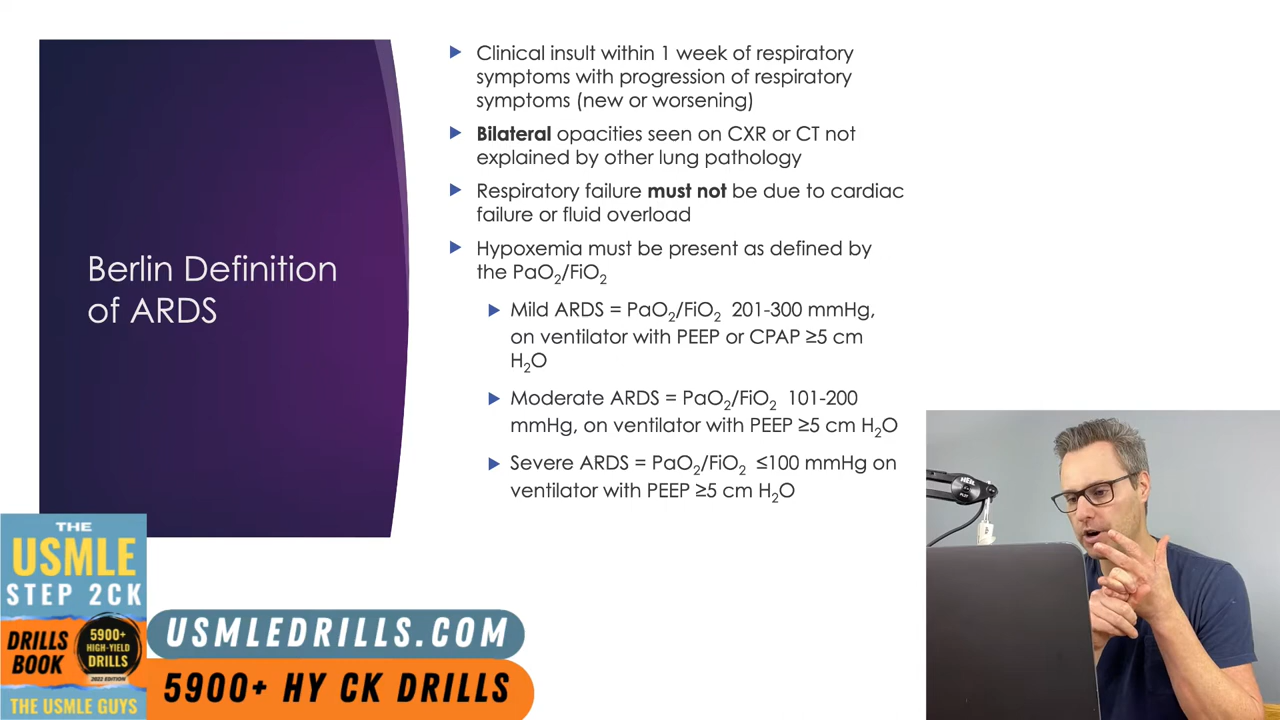 Berlin Definition
of ARDS
Clinical insult within 1 week of respiratory
symptoms with progression of respiratory
symptoms (new or worsening)
Bilateral opacities seen on CXR or CT not
explained by other lung pathology
Respiratory failure must not be due to cardiac
failure or fluid overload
Hypoxemia must be present as defined by
the PaO₂/FiO₂
Mild ARDS = PaO₂/FiO₂ 201-300 mmHg,
on ventilator with PEEP or CPAP ≥5 cm
H₂O
Moderate ARDS = PaO₂/FiO₂ 101-200
mmHg, on ventilator with PEEP ≥5 cm H₂O
Severe ARDS = PaO₂/FiO₂ ≤100 mmHg on
ventilator with PEEP ≥5 cm H₂O
THE
USMLE
STEP 2CK
DRILLS
BOOK
5900+
HIGH-YIELD
DRILLS
2022 EDITION
THE USMLE GUYS
USMLEDRILLS.COM
5900+ HY CK DRILLS